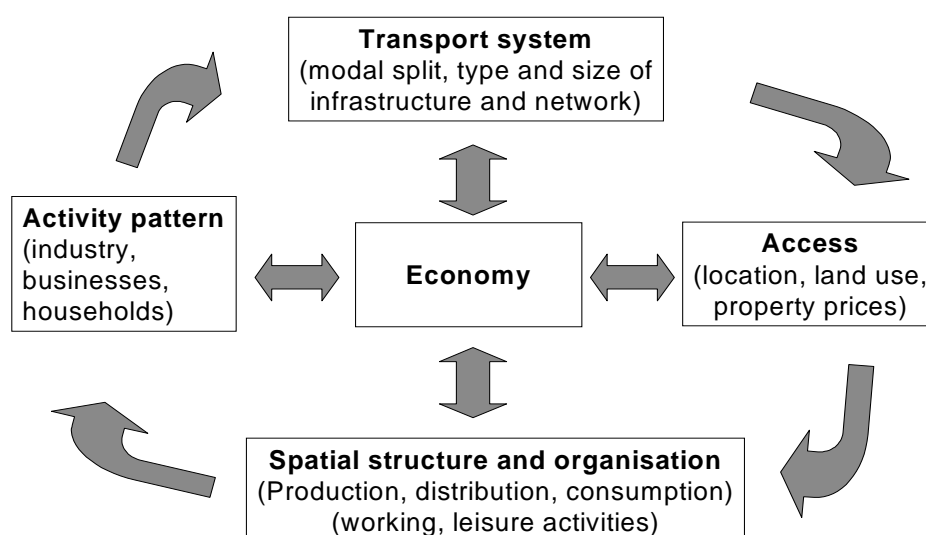 Transport system
(modal split, type and size of
infrastructure and network)
Activity pattern
(industry,
businesses,
households)
Economy
Access
(location, land use,
property prices)
Spatial structure and organisation
(Production, distribution, consumption)
(working, leisure activities)